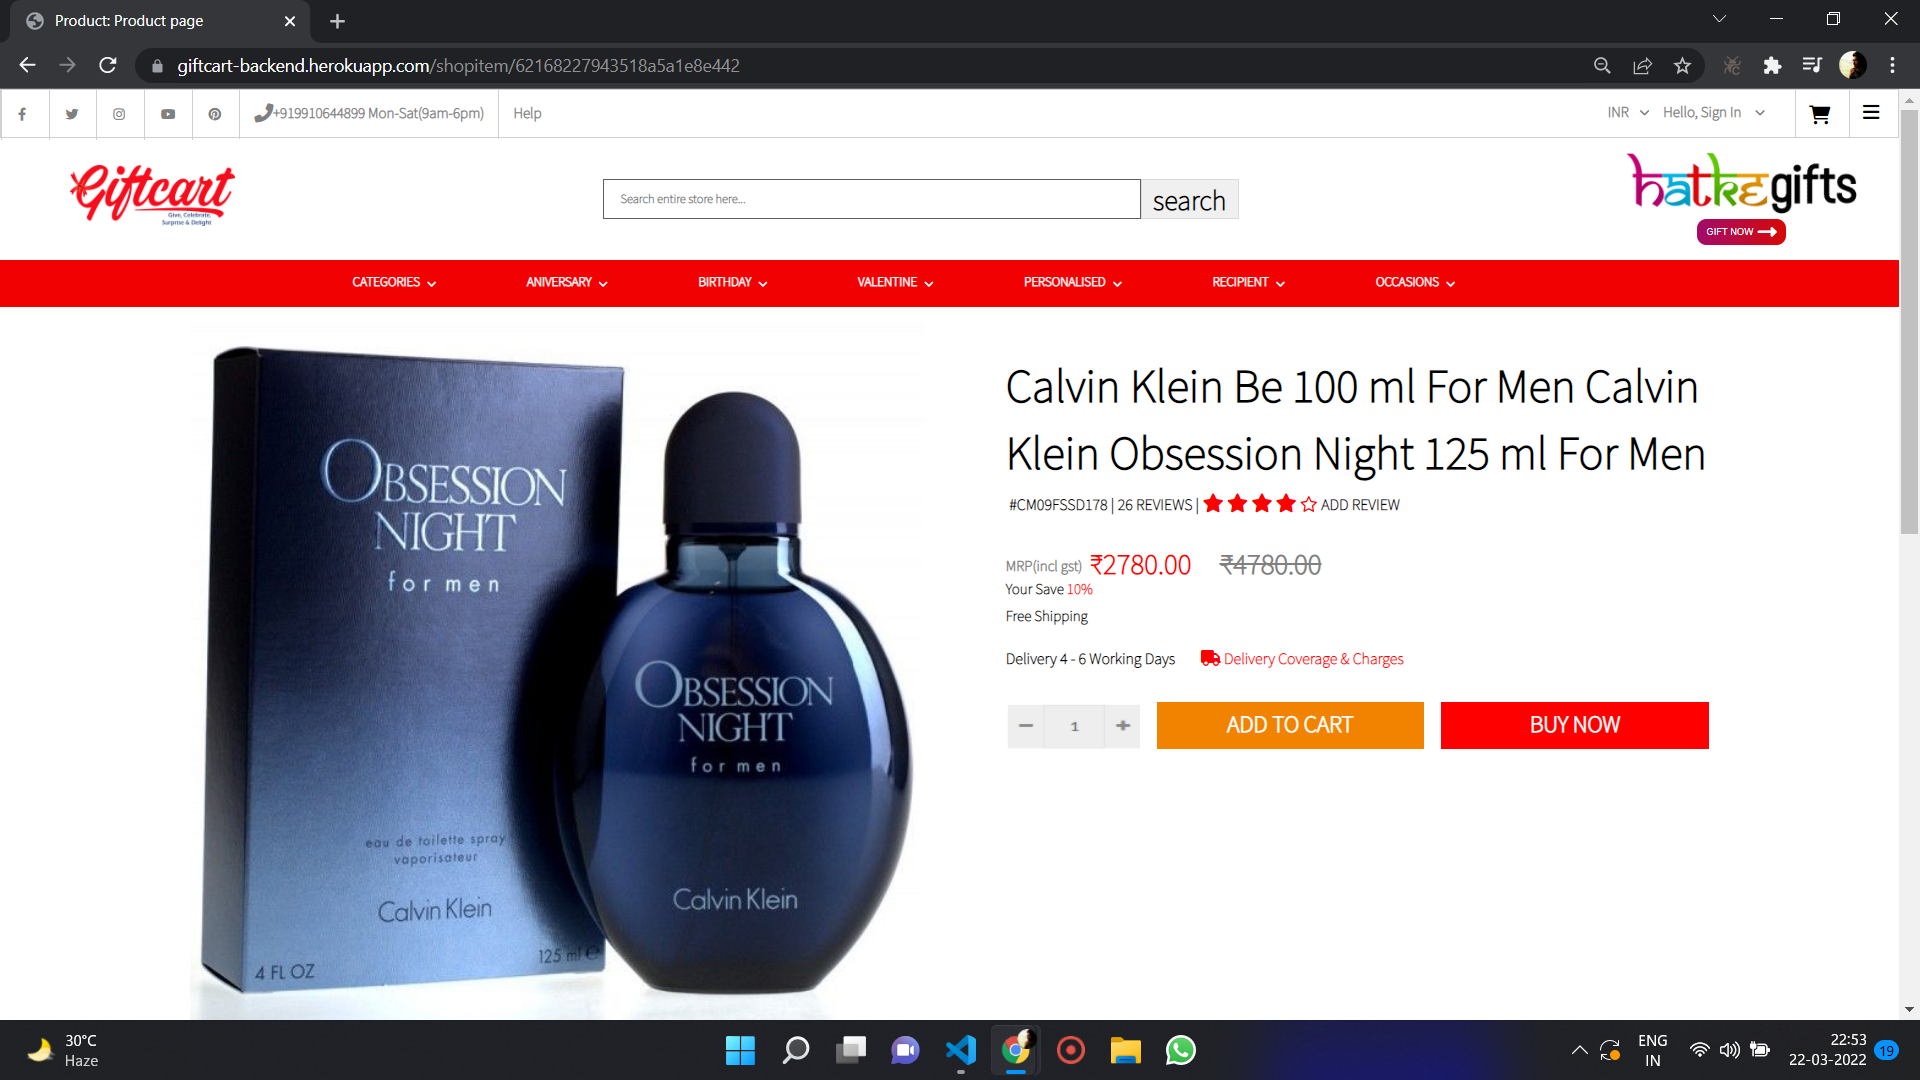 Product: Product page
giftcart-backend.herokuapp.com/shopitem/62168227943518a5a1e8e442
+919910644899 Mon-Sat(9am-6pm)
Help
INR
Hello, Sign In
Giftcart
Give, Celebrate,
Surprise & Delight
Search entire store here...
search
hatke gifts
GIFT NOW
CATEGORIES
ANIVERSARY
BIRTHDAY
VALENTINE
PERSONALISED
RECIPIENT
OCCASIONS
OBSESSION
NIGHT
for men
eau de toilette spray
vaporisateur
Calvin Klein
4 FL OZ
125 ml e
OBSESSION
NIGHT
for men
Calvin Klein
Calvin Klein Be 100 ml For Men Calvin
Klein Obsession Night 125 ml For Men
#CM09FSSD178 | 26 REVIEWS | ADD REVIEW
MRP(incl gst) ₹2780.00 ₹4780.00
Your Save 10%
Free Shipping
Delivery 4 - 6 Working Days
Delivery Coverage & Charges
− 1 +
ADD TO CART
BUY NOW
30°C
Haze
ENG
IN
22:53
22-03-2022
19